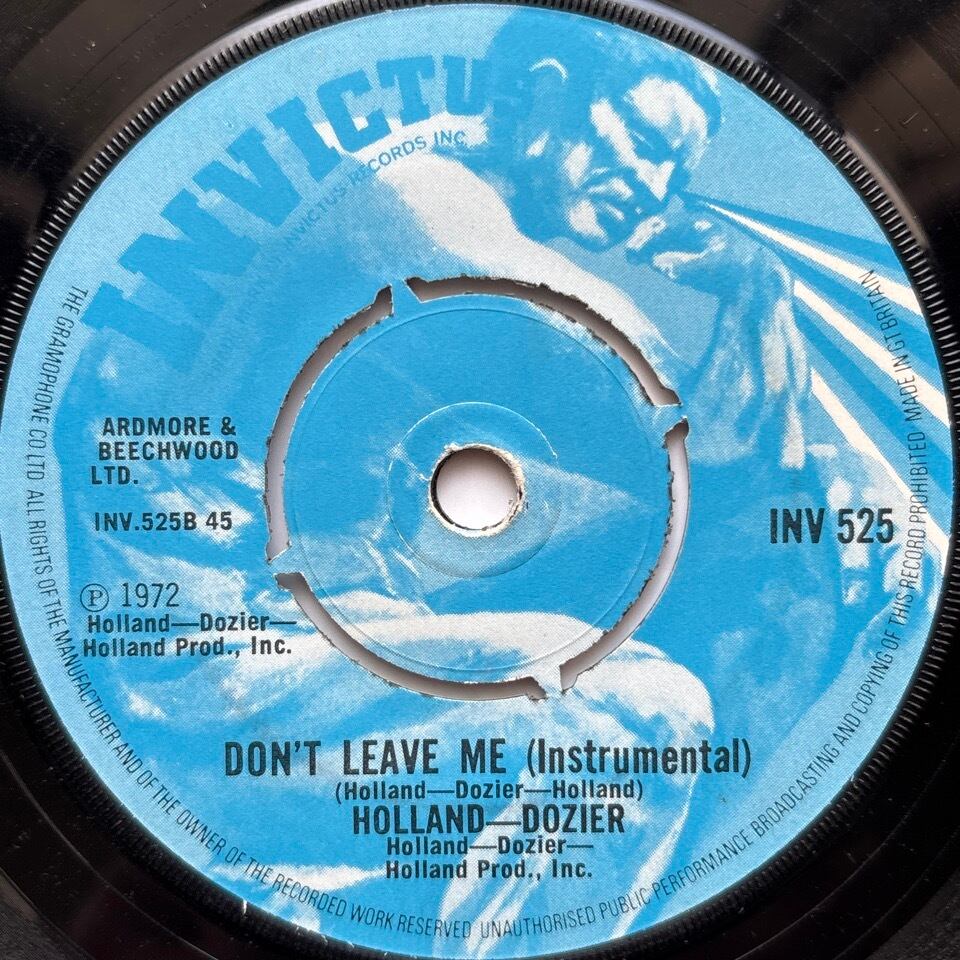 INVICTUS
INVICTUS RECORDS INC.
ARDMORE &
BEECHWOOD
LTD.
INV.525B 45
INV 525
Ⓟ 1972
Holland—Dozier—
Holland Prod., Inc.
DON'T LEAVE ME (Instrumental)
(Holland—Dozier—Holland)
HOLLAND—DOZIER
Holland—Dozier—
Holland Prod., Inc.
THE GRAMOPHONE CO. LTD ALL RIGHTS OF THE MANUFACTURER AND OF THE OWNER OF THE RECORDED WORK RESERVED UNAUTHORISED PUBLIC PERFORMANCE BROADCASTING AND COPYING OF THIS RECORD PROHIBITED MADE IN GT BRITAIN